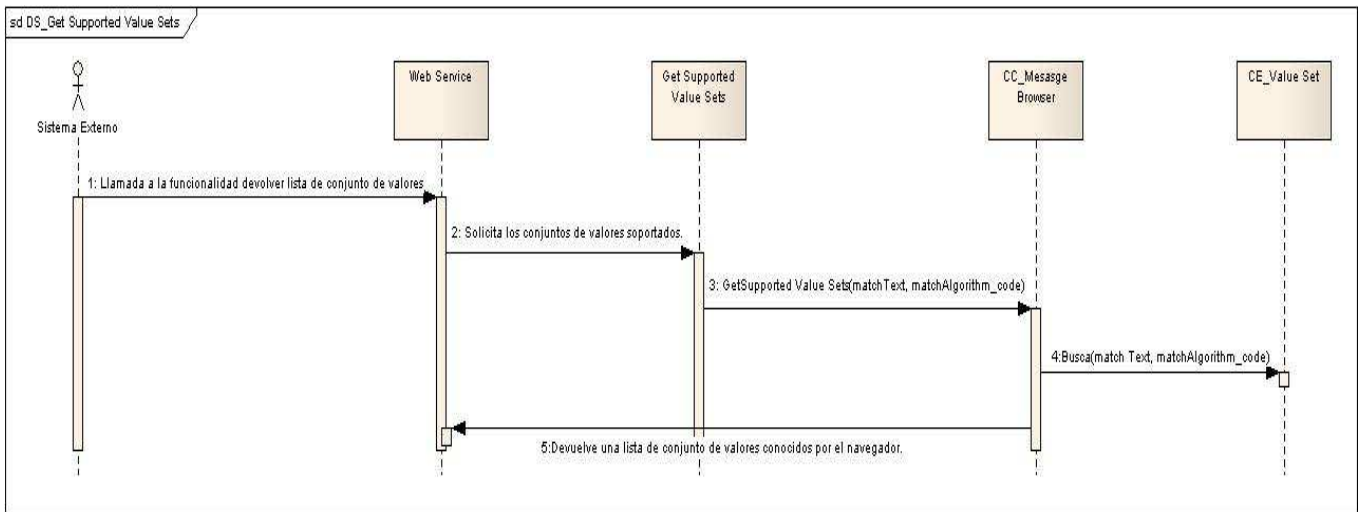 sd DS_Get Supported Value Sets
Sistema Externo
Web Service
Get Supported
Value Sets
CC_Mesasge
Browser
CE_Value Set
1: Llamada a la funcionalidad devolver lista de conjunto de valores
2: Solicita los conjuntos de valores soportados.
3: GetSupported Value Sets(matchText, matchAlgorithm_code)
4:Busca(match Text, matchAlgorithm_code)
5:Devuelve una lista de conjunto de valores conocidos por el navegador.